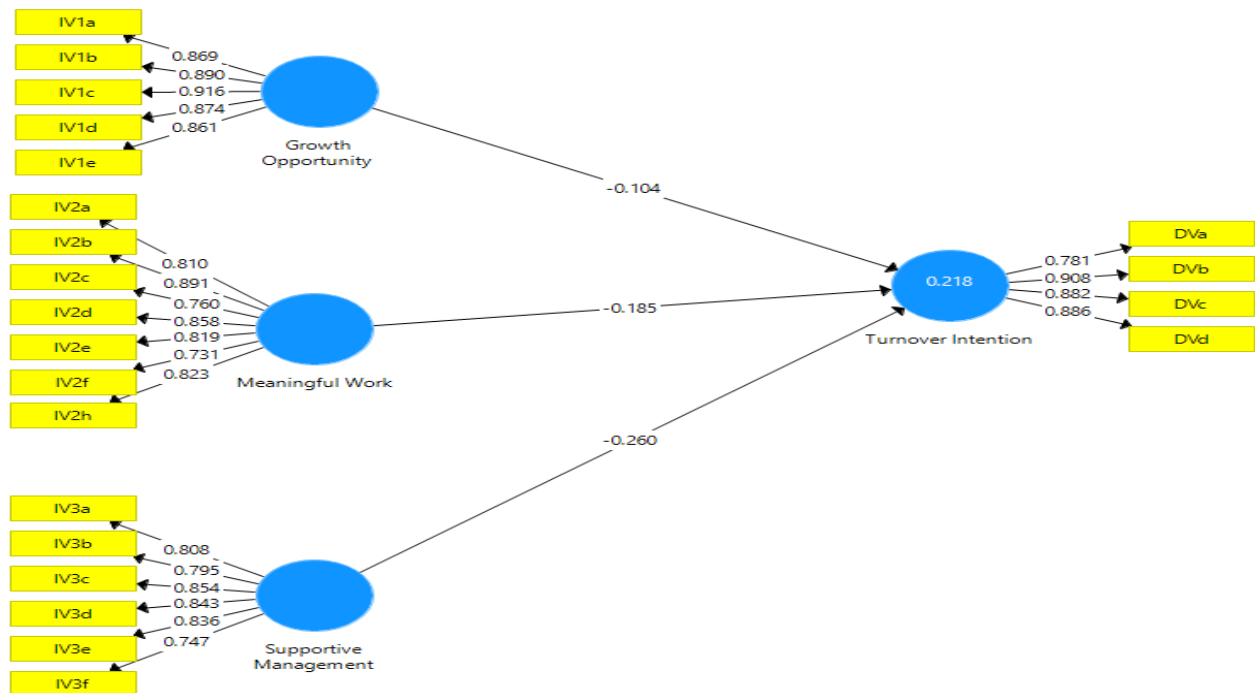 IV1a
0.869
IV1b
0.890
IV1c
0.916
IV1d
0.874
IV1e
0.861
Growth
Opportunity
-0.104
IV2a
0.810
IV2b
0.891
IV2c
0.760
IV2d
0.858
IV2e
0.819
IV2f
0.731
IV2h
0.823
Meaningful Work
-0.185
IV3a
0.808
IV3b
0.795
IV3c
0.854
IV3d
0.843
IV3e
0.836
IV3f
0.747
Supportive
Management
-0.260
0.218
Turnover Intention
DVa
0.781
DVb
0.908
DVc
0.882
DVd
0.886